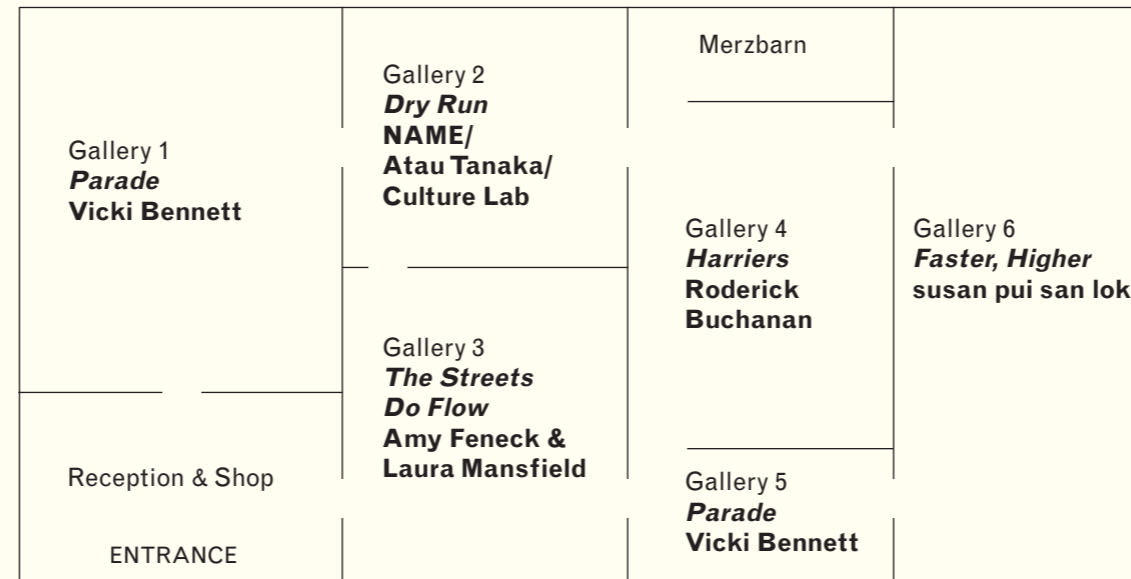 Gallery 1
Parade
Vicki Bennett
Reception & Shop
ENTRANCE
Gallery 2
Dry Run
NAME/
Atau Tanaka/
Culture Lab
Gallery 3
The Streets
Do Flow
Amy Feneck &
Laura Mansfield
Merzbarn
Gallery 4
Harriers
Roderick
Buchanan
Gallery 5
Parade
Vicki Bennett
Gallery 6
Faster, Higher
susan pui san lok